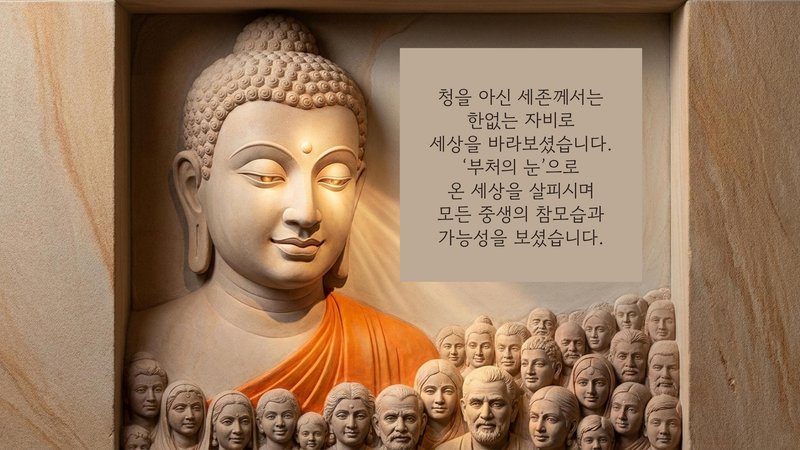 청을 아신 세존께서는
한없는 자비로
세상을 바라보셨습니다.
‘부처의 눈’으로
온 세상을 살피시며
모든 중생의 참모습과
가능성을 보셨습니다.